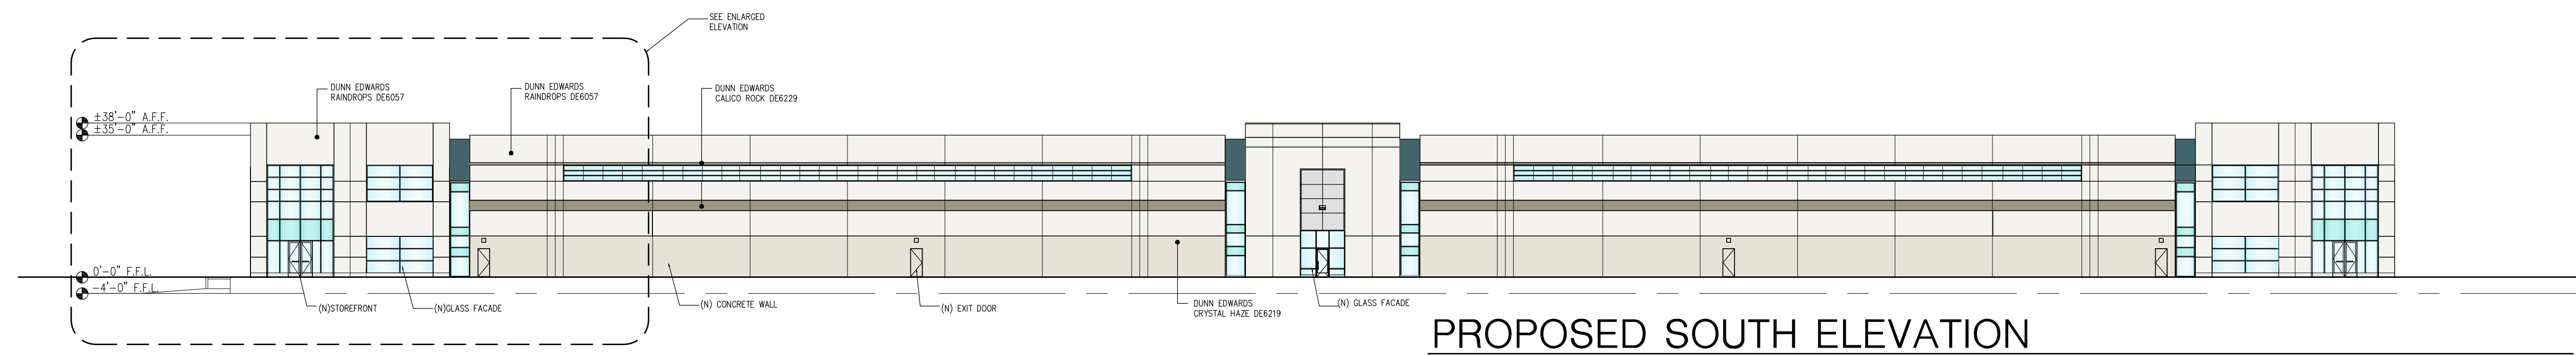 SEE ENLARGED
ELEVATION
DUNN EDWARDS
RAINDROPS DE6057
DUNN EDWARDS
RAINDROPS DE6057
DUNN EDWARDS
CALICO ROCK DE6229
±38'-0" A.F.F.
±35'-0" A.F.F.
0'-0" F.F.L.
-4'-0" F.F.L.
(N)STOREFRONT
(N)GLASS FACADE
(N) CONCRETE WALL
(N) EXIT DOOR
DUNN EDWARDS
CRYSTAL HAZE DE6219
(N) GLASS FACADE
PROPOSED SOUTH ELEVATION